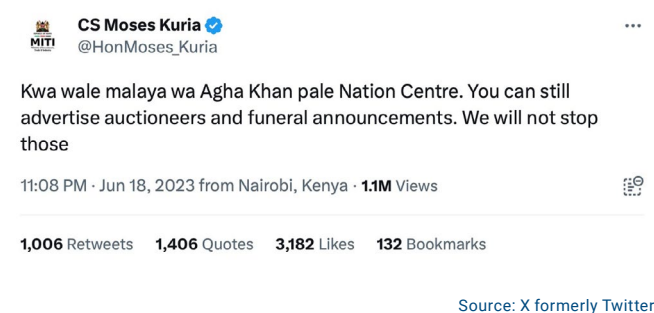 CS Moses Kuria
MITI
@HonMoses_Kuria
Kwa wale malaya wa Agha Khan pale Nation Centre. You can still
advertise auctioneers and funeral announcements. We will not stop
those
11:08 PM · Jun 18, 2023 from Nairobi, Kenya · 1.1M Views
1,006 Retweets 1,406 Quotes 3,182 Likes 132 Bookmarks
Source: X formerly Twitter